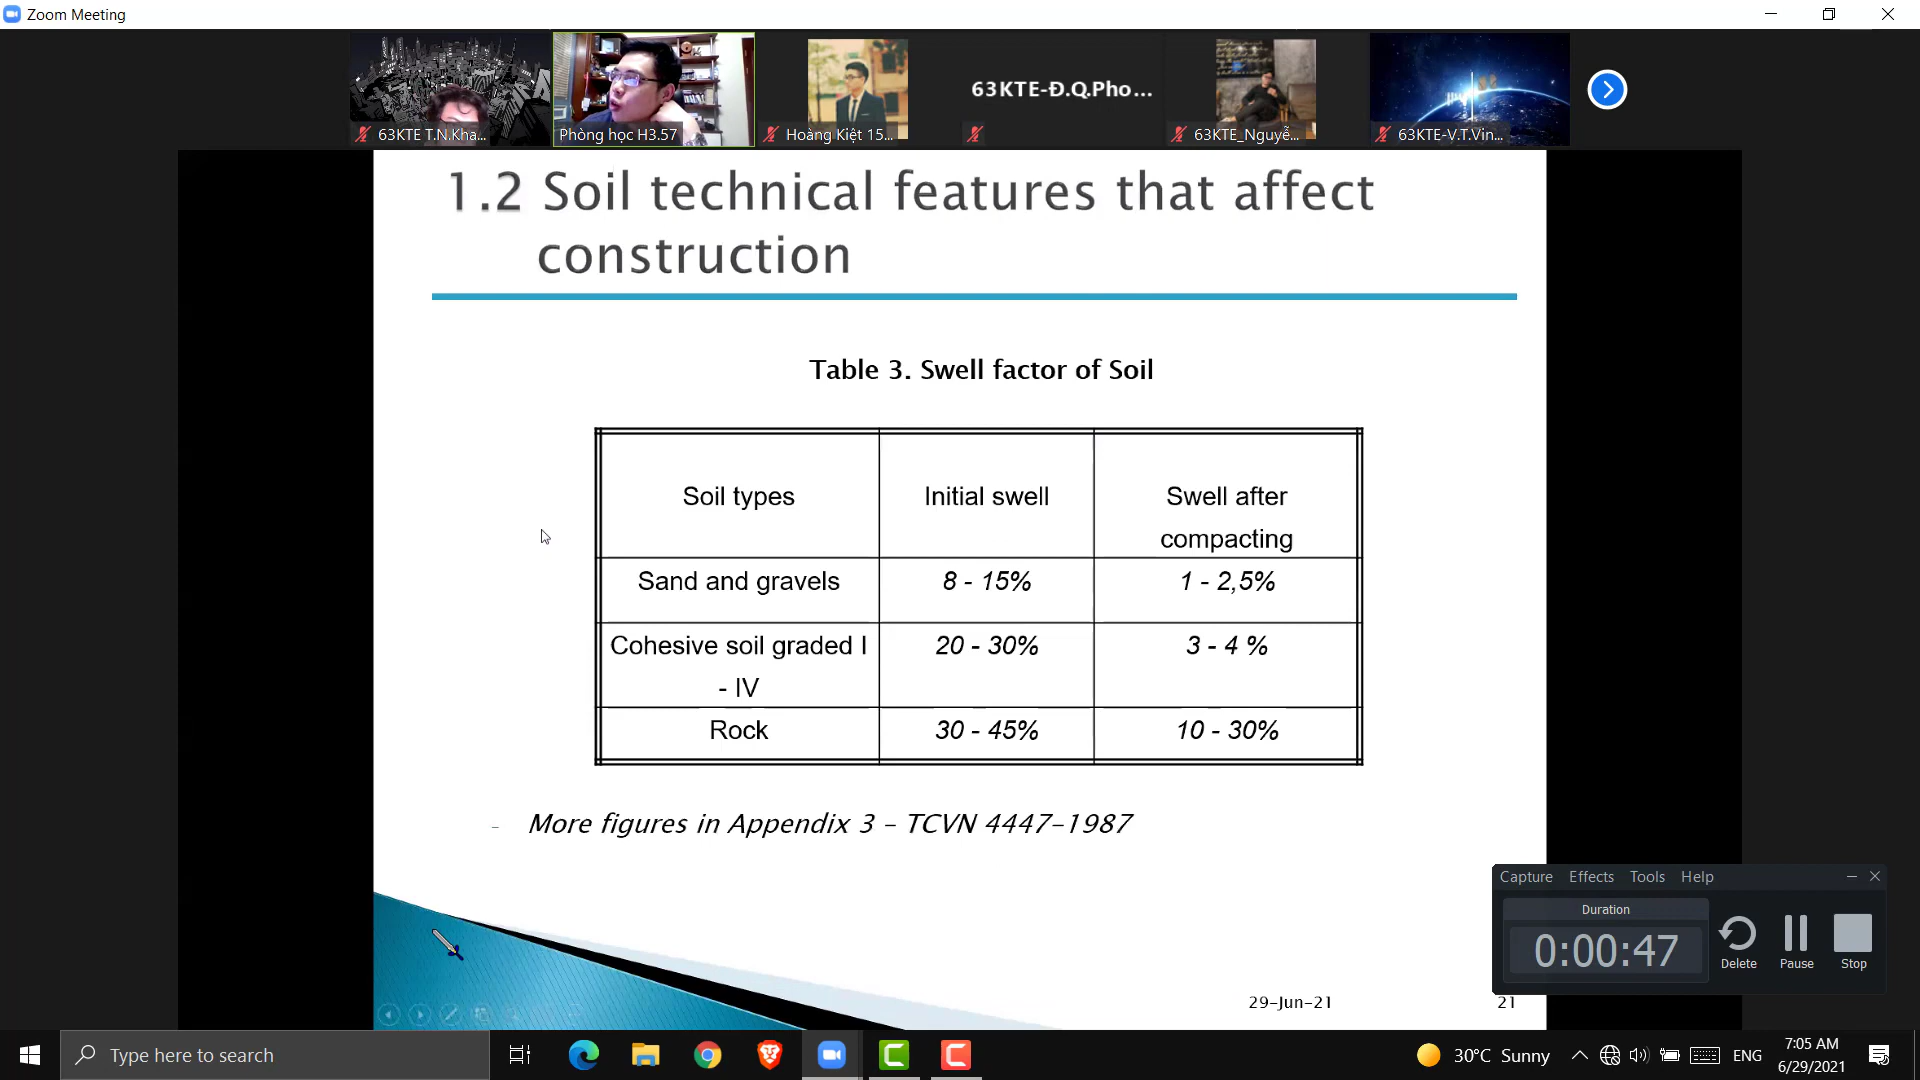 Zoom Meeting
63KTE T.N.Kha...
Phòng học H3.57
Hoàng Kiệt 15...
63KTE-Đ.Q.Pho...
63KTE_Nguyễ...
63KTE-V.T.Vin...
1.2 Soil technical features that affect
construction
Table 3. Swell factor of Soil
Soil types
Initial swell
Swell after
compacting
Sand and gravels
8 - 15%
1 - 2,5%
Cohesive soil graded I
- IV
20 - 30%
3 - 4 %
Rock
30 - 45%
10 - 30%
- More figures in Appendix 3 - TCVN 4447-1987
29-Jun-21
21
Capture Effects Tools Help
Duration
0:00:47
Delete
Pause
Stop
Type here to search
30°C Sunny
ENG
7:05 AM
6/29/2021